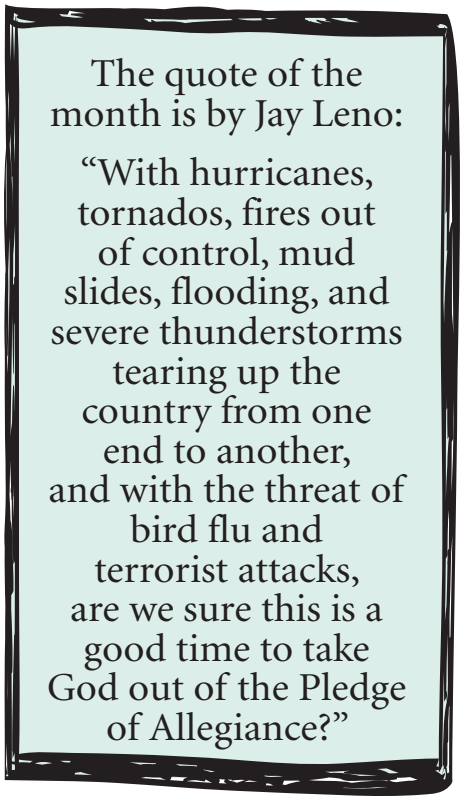 The quote of the
month is by Jay Leno:
“With hurricanes,
tornados, fires out
of control, mud
slides, flooding, and
severe thunderstorms
tearing up the
country from one
end to another,
and with the threat of
bird flu and
terrorist attacks,
are we sure this is a
good time to take
God out of the Pledge
of Allegiance?”